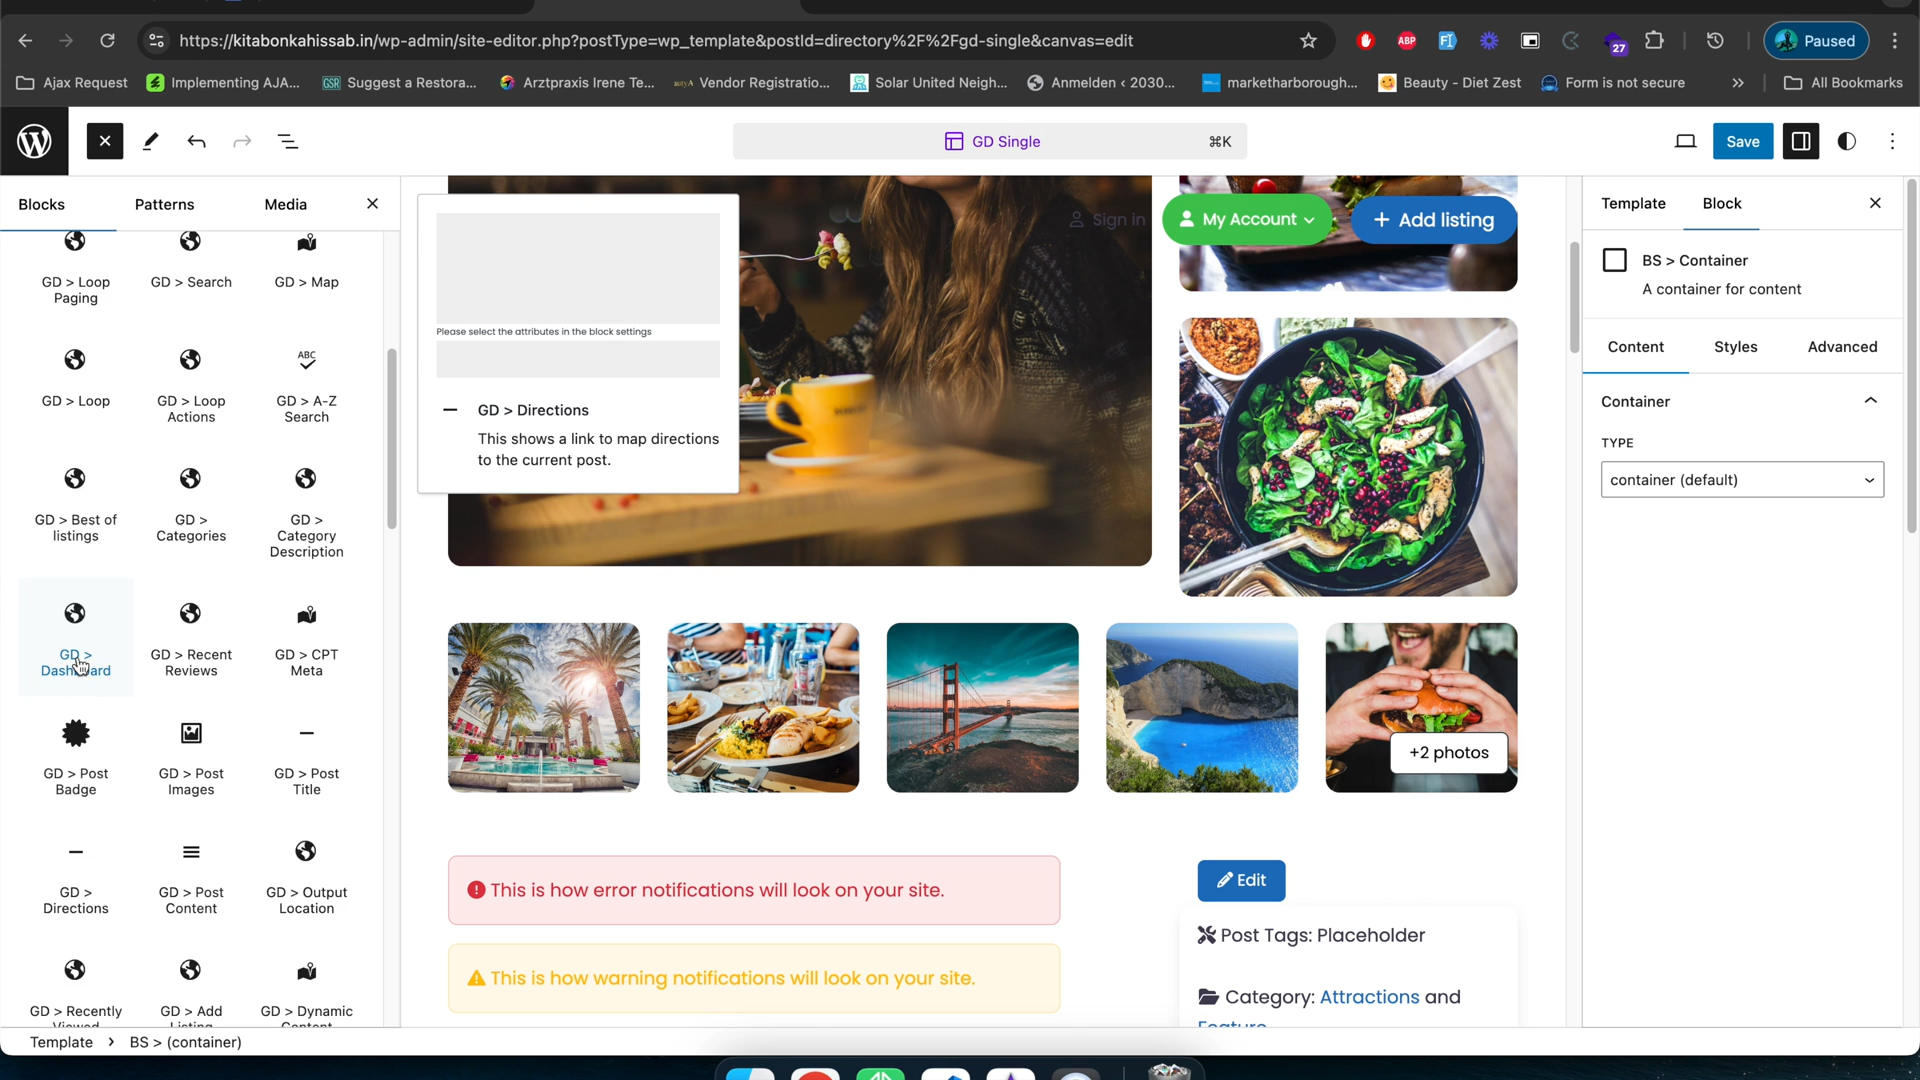 https://kitabonkahissab.in/wp-admin/site-editor.php?postType=wp_template&postId=directory%2F%2Fgd-single&canvas=edit
ABP
27
Paused
Ajax Request
Implementing AJA...
GSR
Suggest a Restora...
Arztpraxis Irene Te...
Vendor Registratio...
Solar United Neigh...
Anmelden < 2030...
marketharborough...
Beauty - Diet Zest
Form is not secure
»
All Bookmarks
GD Single
⌘K
Save
Blocks
Patterns
Media
GD > Loop
Paging
GD > Search
GD > Map
GD > Loop
GD > Loop
Actions
ABC
GD > A-Z
Search
GD > Best of
listings
GD >
Categories
GD >
Category
Description
GD >
Dashboard
GD > Recent
Reviews
GD > CPT
Meta
GD > Post
Badge
GD > Post
Images
GD > Post
Title
GD >
Directions
GD > Post
Content
GD > Output
Location
GD > Recently
Viewed
GD > Add
Listing
GD > Dynamic
Content
Please select the attributes in the block settings
GD > Directions
This shows a link to map directions
to the current post.
Sign in
My Account
+ Add listing
+2 photos
This is how error notifications will look on your site.
This is how warning notifications will look on your site.
Edit
Post Tags: Placeholder
Category: Attractions and
Feature
Template
Block
BS > Container
A container for content
Content
Styles
Advanced
Container
TYPE
container (default)
Template › BS > (container)